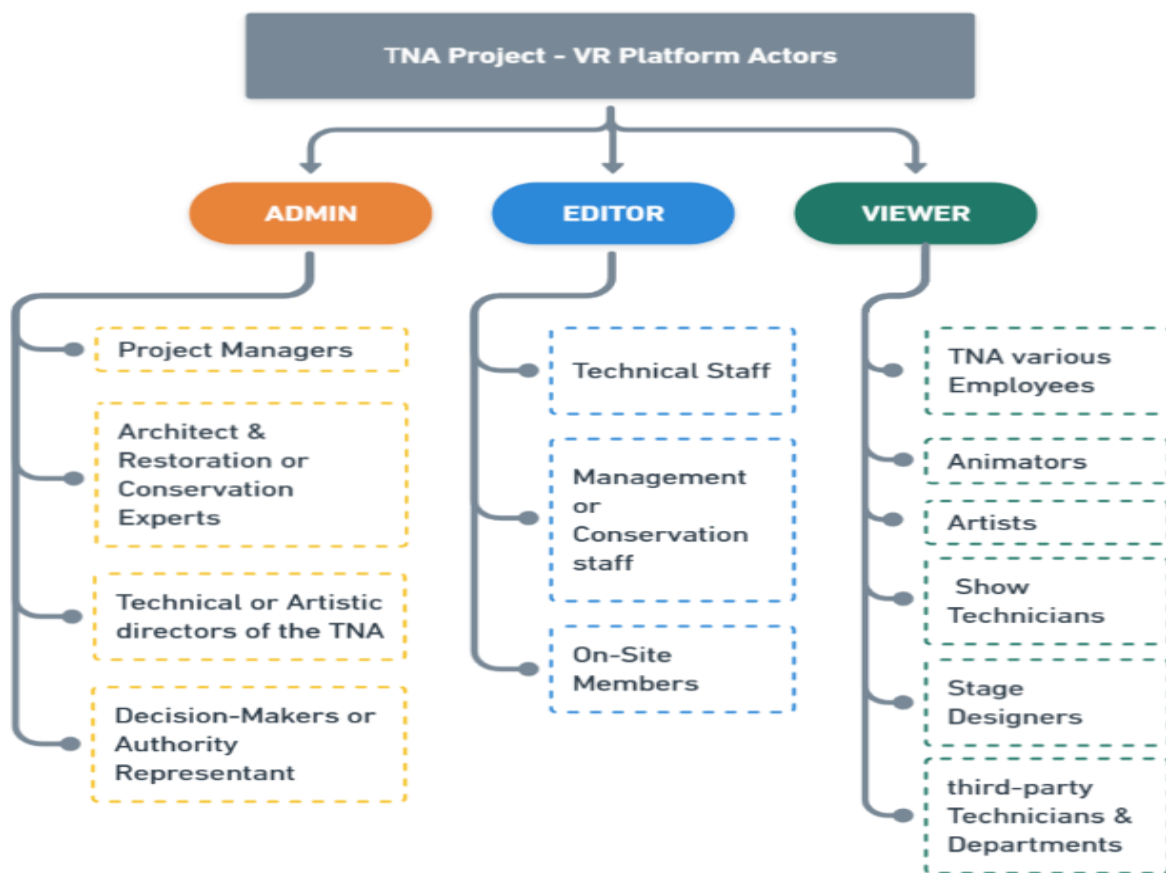 TNA Project - VR Platform Actors
ADMIN
EDITOR
VIEWER
Project Managers
Architect &
Restoration or
Conservation
Experts
Technical or Artistic
directors of the TNA
Decision-Makers or
Authority
Representant
Technical Staff
Management
or
Conservation
staff
On-Site
Members
TNA various
Employees
Animators
Artists
Show
Technicians
Stage
Designers
third-party
Technicians &
Departments